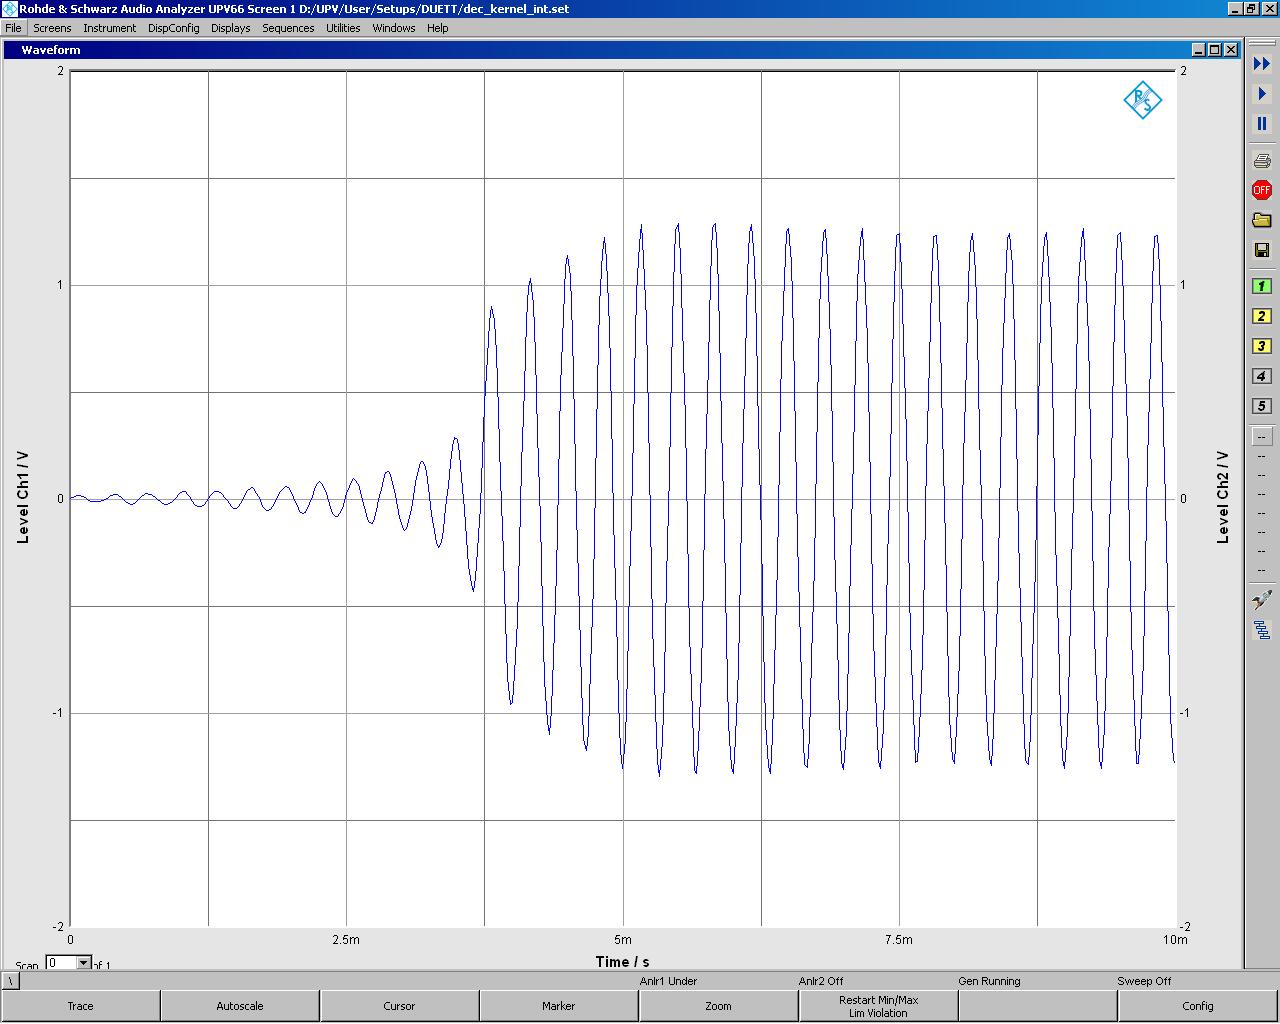 Rohde & Schwarz Audio Analyzer UPV66 Screen 1 D:/UPV/User/Setups/DUETT/dec_kernel_int.set
File Screens Instrument DispConfig Displays Sequences Utilities Windows Help
Waveform
R S
2 2
1 1
0 0
-1 -1
-2 -2
Level Ch1 / V
Level Ch2 / V
0 2.5m 5m 7.5m 10m
Time / s
OFF
1
2
3
4
5
--
--
--
--
--
--
--
--
Scan 0 of 1
\ Anlr1 Under Anlr2 Off Gen Running Sweep Off
Trace Autoscale Cursor Marker Zoom Restart Min/Max Config
Lim Violation